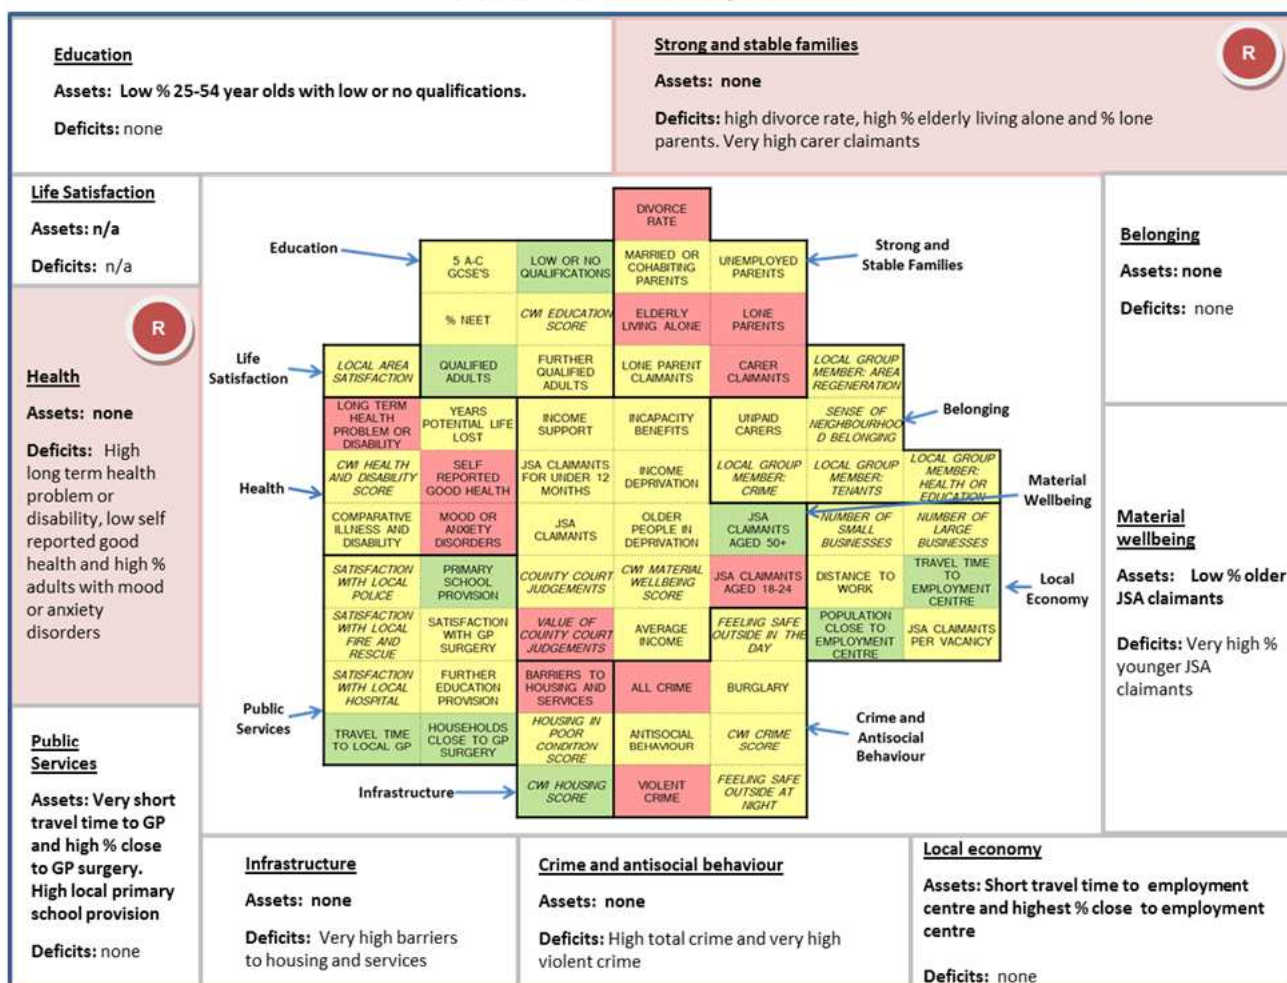 Education
Assets: Low % 25-54 year olds with low or no qualifications.
Deficits: none
Strong and stable families
R
Assets: none
Deficits: high divorce rate, high % elderly living alone and % lone
parents. Very high carer claimants
Life Satisfaction
Assets: n/a
Deficits: n/a
R
Health
Assets: none
Deficits: High
long term health
problem or
disability, low self
reported good
health and high %
adults with mood
or anxiety
disorders
Public
Services
Assets: Very short
travel time to GP
and high % close
to GP surgery.
High local primary
school provision
Deficits: none
Education
Life
Satisfaction
Health
Public
Services
Infrastructure
DIVORCE
RATE
5 A-C
GCSE'S
LOW OR NO
QUALIFICATIONS
MARRIED OR
COHABITING
PARENTS
UNEMPLOYED
PARENTS
% NEET
CWI EDUCATION
SCORE
ELDERLY
LIVING ALONE
LONE
PARENTS
LOCAL AREA
SATISFACTION
QUALIFIED
ADULTS
FURTHER
QUALIFIED
ADULTS
LONE PARENT
CLAIMANTS
CARER
CLAIMANTS
LOCAL GROUP
MEMBER: AREA
REGENERATION
LONG TERM
HEALTH
PROBLEM OR
DISABILITY
YEARS
POTENTIAL LIFE
LOST
INCOME
SUPPORT
INCAPACITY
BENEFITS
UNPAID
CARERS
SENSE OF
NEIGHBOURHOO
D BELONGING
CWI HEALTH
AND DISABILITY
SCORE
SELF
REPORTED
GOOD HEALTH
JSA CLAIMANTS
FOR UNDER 12
MONTHS
INCOME
DEPRIVATION
LOCAL GROUP
MEMBER:
CRIME
LOCAL GROUP
MEMBER:
TENANTS
LOCAL GROUP
MEMBER:
HEALTH OR
EDUCATION
COMPARATIVE
ILLNESS AND
DISABILITY
MOOD OR
ANXIETY
DISORDERS
JSA
CLAIMANTS
OLDER
PEOPLE IN
DEPRIVATION
JSA
CLAIMANTS
AGED 50+
NUMBER OF
SMALL
BUSINESSES
NUMBER OF
LARGE
BUSINESSES
SATISFACTION
WITH LOCAL
POLICE
PRIMARY
SCHOOL
PROVISION
COUNTY COURT
JUDGEMENTS
CWI MATERIAL
WELLBEING
SCORE
JSA CLAIMANTS
AGED 18-24
DISTANCE TO
WORK
TRAVEL TIME
TO
EMPLOYMENT
CENTRE
SATISFACTION
WITH LOCAL
FIRE AND
RESCUE
SATISFACTION
WITH GP
SURGERY
VALUE OF
COUNTY COURT
JUDGEMENTS
AVERAGE
INCOME
FEELING SAFE
OUTSIDE IN THE
DAY
POPULATION
CLOSE TO
EMPLOYMENT
CENTRE
JSA CLAIMANTS
PER VACANCY
SATISFACTION
WITH LOCAL
HOSPITAL
FURTHER
EDUCATION
PROVISION
BARRIERS TO
HOUSING AND
SERVICES
ALL CRIME
BURGLARY
TRAVEL TIME
TO LOCAL GP
HOUSEHOLDS
CLOSE TO GP
SURGERY
HOUSING IN
POOR
CONDITION
SCORE
ANTISOCIAL
BEHAVIOUR
CWI CRIME
SCORE
CWI HOUSING
SCORE
VIOLENT
CRIME
FEELING SAFE
OUTSIDE AT
NIGHT
Strong and
Stable Families
Belonging
Material
Wellbeing
Local
Economy
Crime and
Antisocial
Behaviour
Belonging
Assets: none
Deficits: none
Material
wellbeing
Assets: Low % older
JSA claimants
Deficits: Very high %
younger JSA
claimants
Infrastructure
Assets: none
Deficits: Very high barriers
to housing and services
Crime and antisocial behaviour
Assets: none
Deficits: High total crime and very high
violent crime
Local economy
Assets: Short travel time to employment
centre and highest % close to employment
centre
Deficits: none